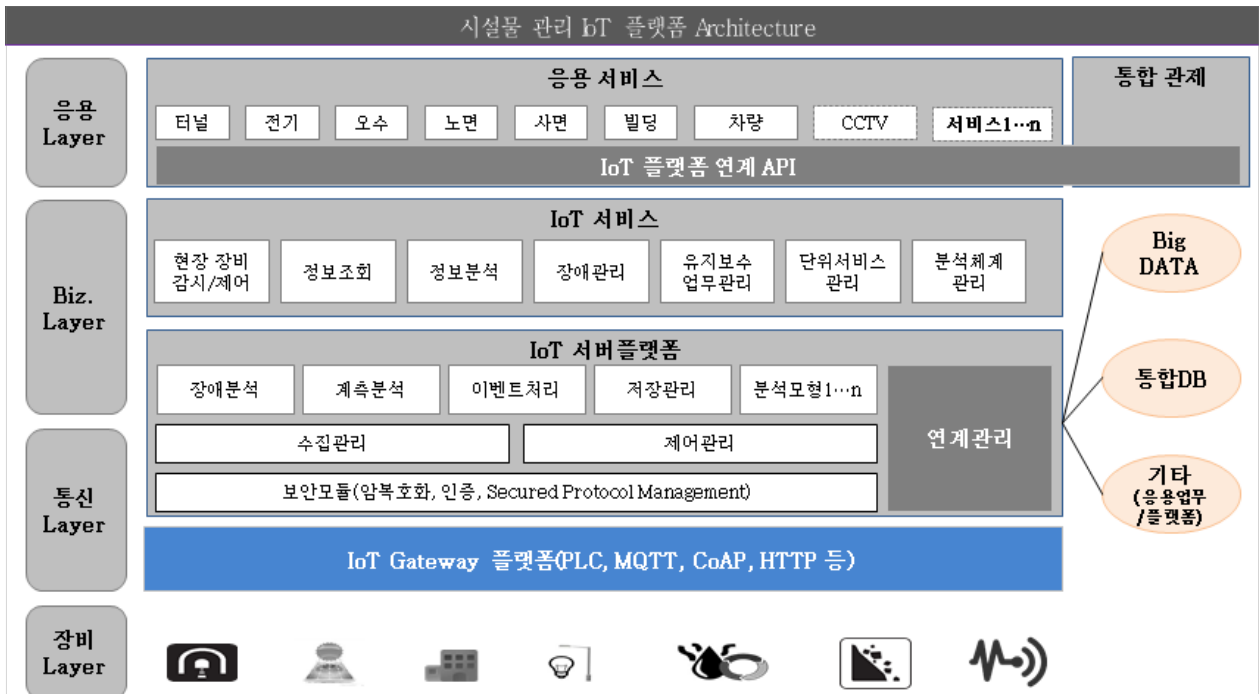 시설물 관리 IoT 플랫폼 Architecture
응용
Layer
응용 서비스
터널
전기
오수
노면
사면
빌딩
차량
CCTV
서비스1…n
통합 관제
IoT 플랫폼 연계 API
Biz.
Layer
IoT 서비스
현장 장비
감시/제어
정보조회
정보분석
장애관리
유지보수
업무관리
단위서비스
관리
분석체계
관리
IoT 서버플랫폼
장애분석
계측분석
이벤트처리
저장관리
분석모형1…n
수집관리
제어관리
보안모듈(암복호화, 인증, Secured Protocol Management)
연계관리
Big
DATA
통합DB
기타
(응용업무
/플랫폼)
통신
Layer
IoT Gateway 플랫폼(PLC, MQTT, CoAP, HTTP 등)
장비
Layer